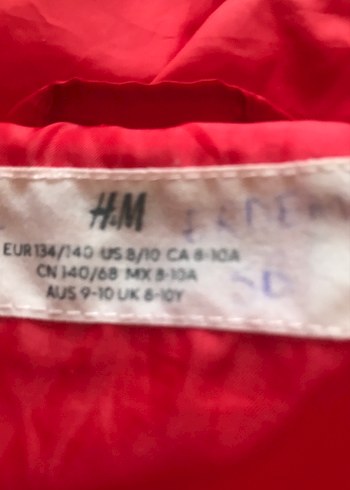 H&M
EUR 134/140 US 8/10 CA 8-10A
CN 140/68 MX 8-10A
AUS 9-10 UK 8-10Y